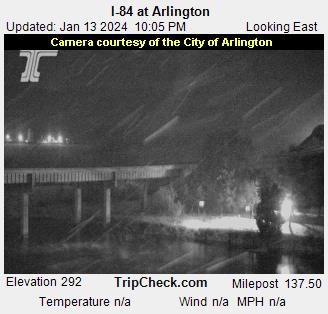 I-84 at Arlington
Updated: Jan 13 2024 10:05 PM Looking East
Camera courtesy of the City of Arlington
Elevation 292 TripCheck.com Milepost 137.50
Temperature n/a Wind n/a MPH n/a